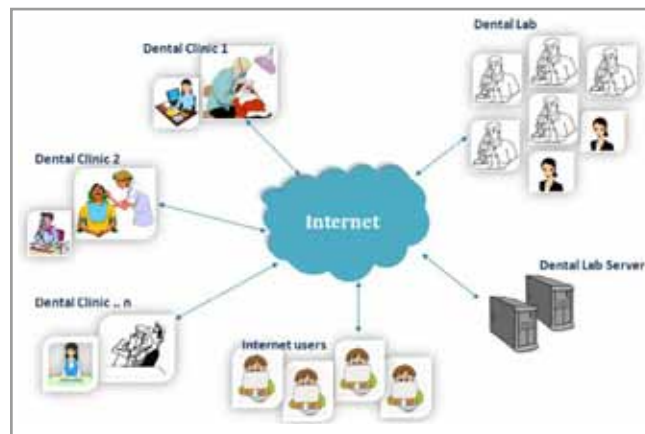 Dental Clinic 1
Dental Lab
Dental Clinic 2
Internet
Dental Lab Server
Dental Clinic .. n
Internet users